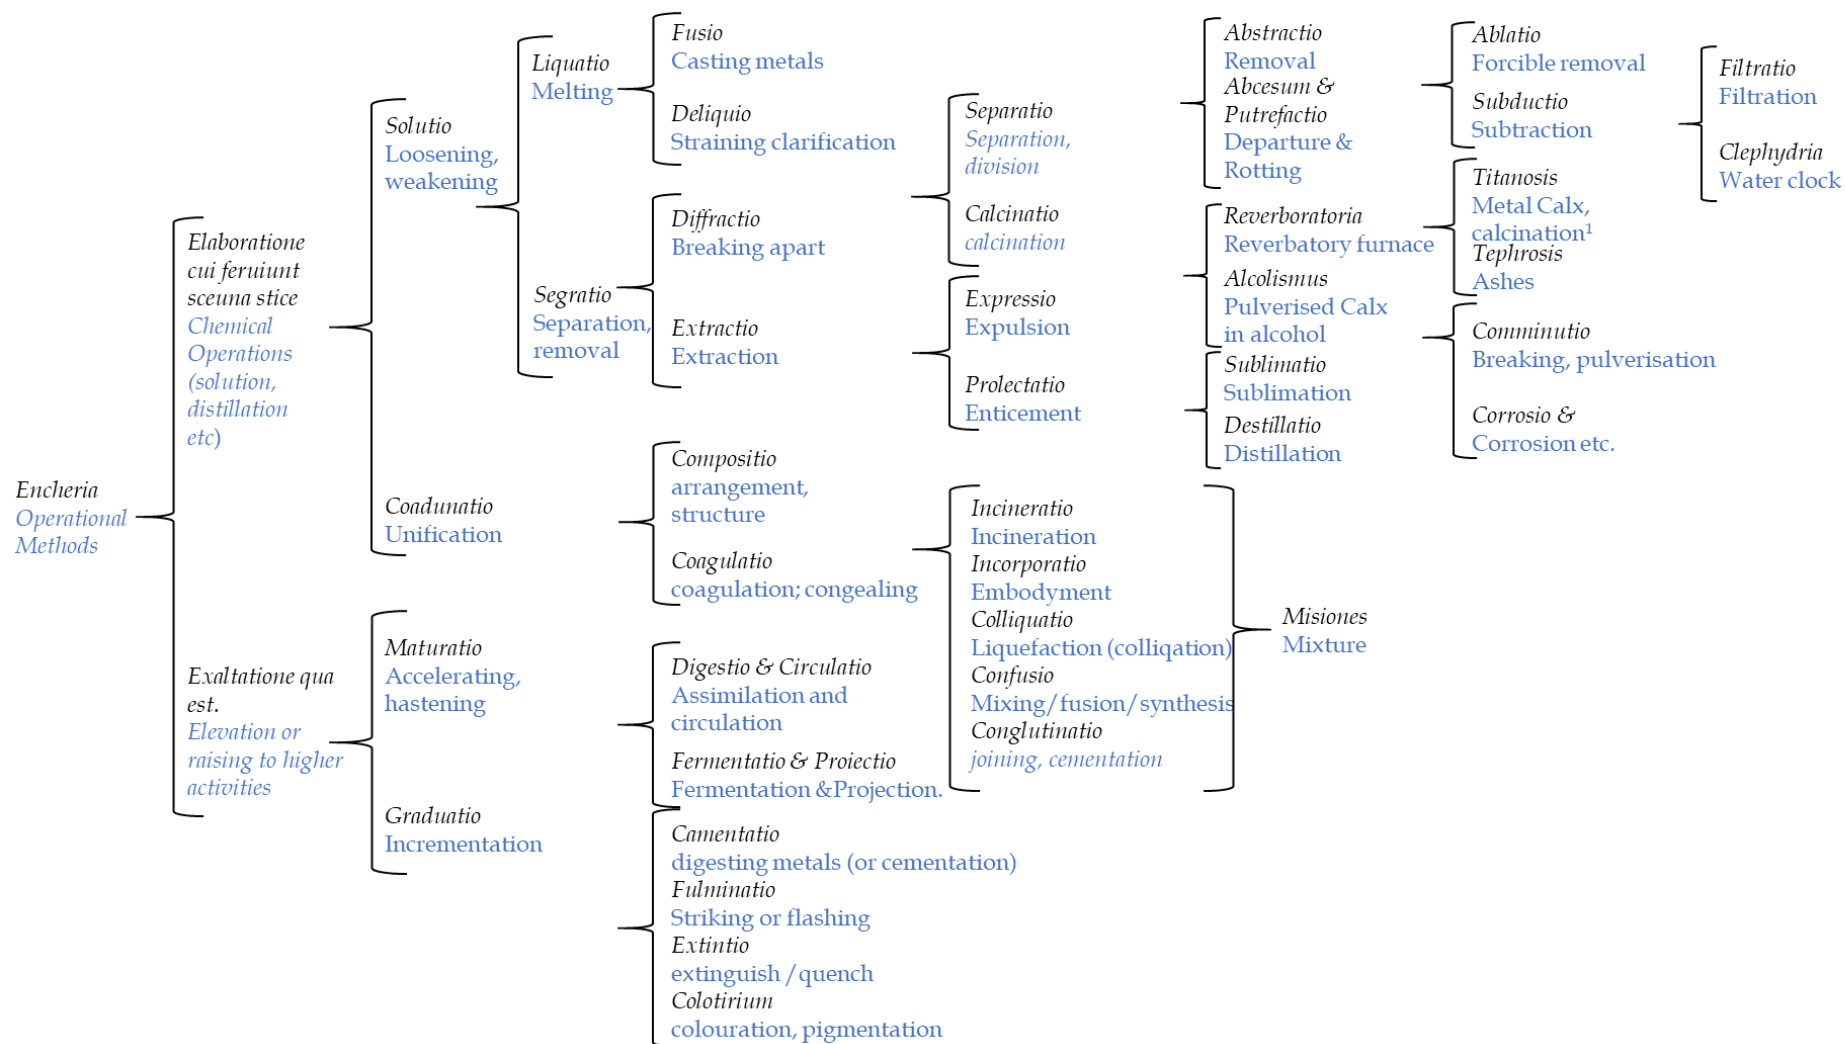 Encheria
Operational
Methods
Elaboratione
cui feruiunt
sceuna stice
Chemical
Operations
(solution,
distillation
etc)
Exaltatione qua
est.
Elevation or
raising to higher
activities
Solutio
Loosening,
weakening
Coadunatio
Unification
Maturatio
Accelerating,
hastening
Graduatio
Incrementation
Liquatio
Melting
Segratio
Separation,
removal
Fusio
Casting metals
Deliquio
Straining clarification
Diffractio
Breaking apart
Extractio
Extraction
Compositio
arrangement,
structure
Coagulatio
coagulation; congealing
Digestio & Circulatio
Assimilation and
circulation
Fermentatio & Proiectio
Fermentation &Projection.
Camentatio
digesting metals (or cementation)
Fulminatio
Striking or flashing
Extintio
extinguish /quench
Colotirium
colouration, pigmentation
Separatio
Separation,
division
Calcinatio
calcination
Expressio
Expulsion
Prolectatio
Enticement
Incineratio
Incineration
Incorporatio
Embodyment
Colliquatio
Liquefaction (colliqation)
Confusio
Mixing/fusion/synthesis
Conglutinatio
joining, cementation
Abstractio
Removal
Abcesum &
Putrefactio
Departure &
Rotting
Reverboratoria
Reverbatory furnace
Alcolismus
Pulverised Calx
in alcohol
Sublimatio
Sublimation
Destillatio
Distillation
Misiones
Mixture
Ablatio
Forcible removal
Subductio
Subtraction
Titanosis
Metal Calx,
calcination¹
Tephrosis
Ashes
Comminutio
Breaking, pulverisation
Corrosio &
Corrosion etc.
Filtratio
Filtration
Clephydria
Water clock